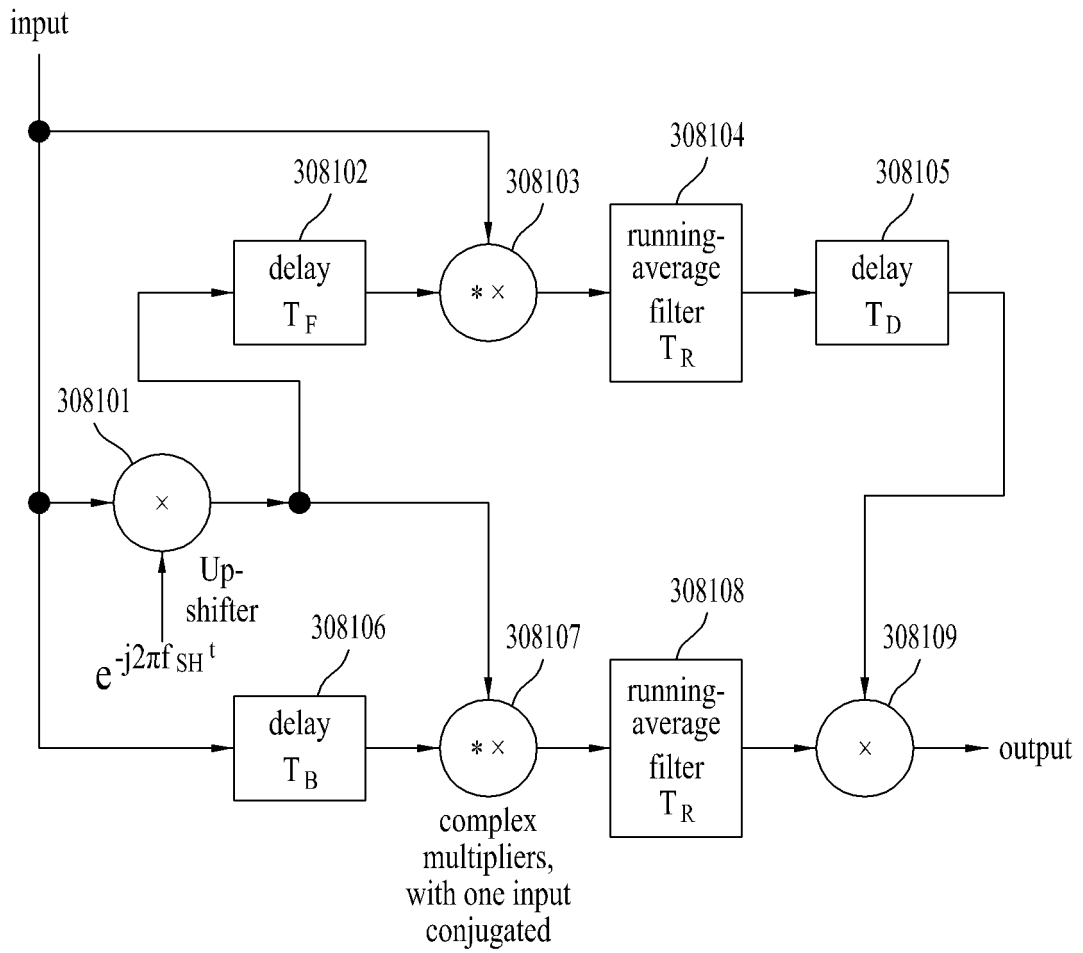 input
308104
308102
308103
308105
running-
average
filter
T_R
delay
T_F
* ×
delay
T_D
308101
×
Up-
shifter
e^-j2πf_SH t
308106
308107
308108
308109
delay
T_B
* ×
running-
average
filter
T_R
×
output
complex
multipliers,
with one input
conjugated